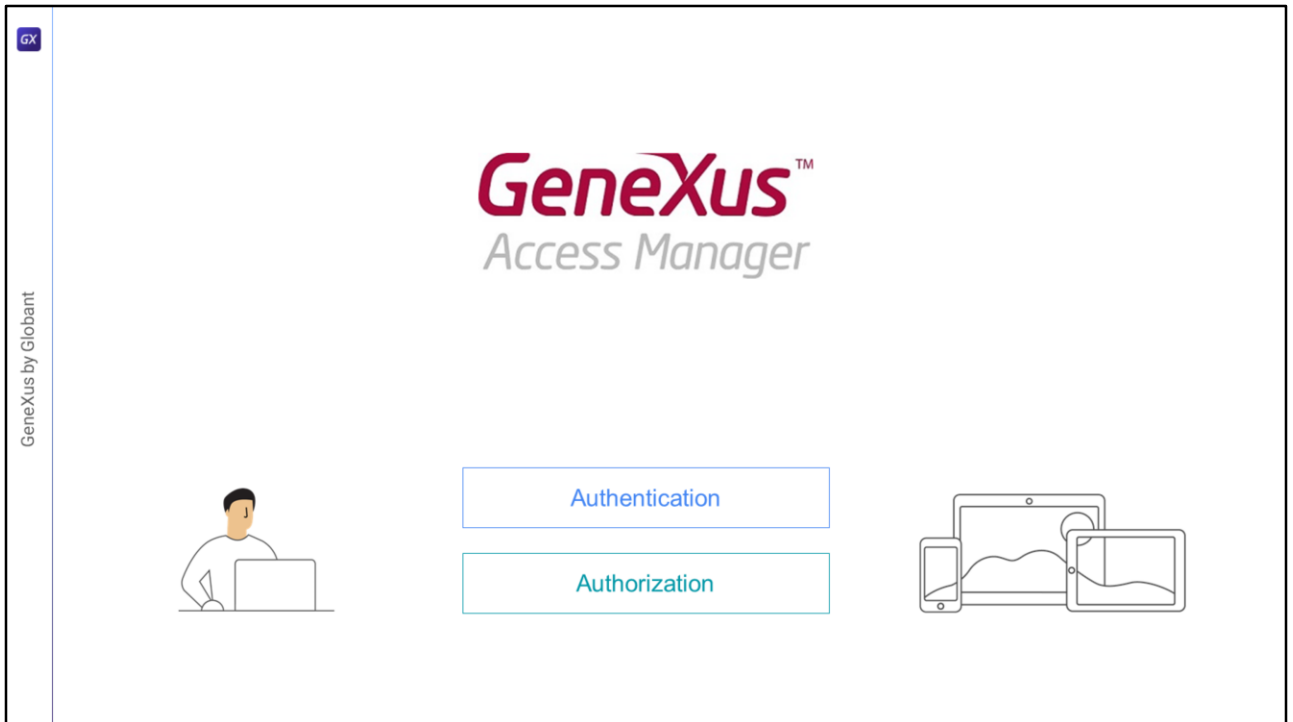 GX
GeneXus™
Access Manager
GeneXus by Globant
Authentication
Authorization